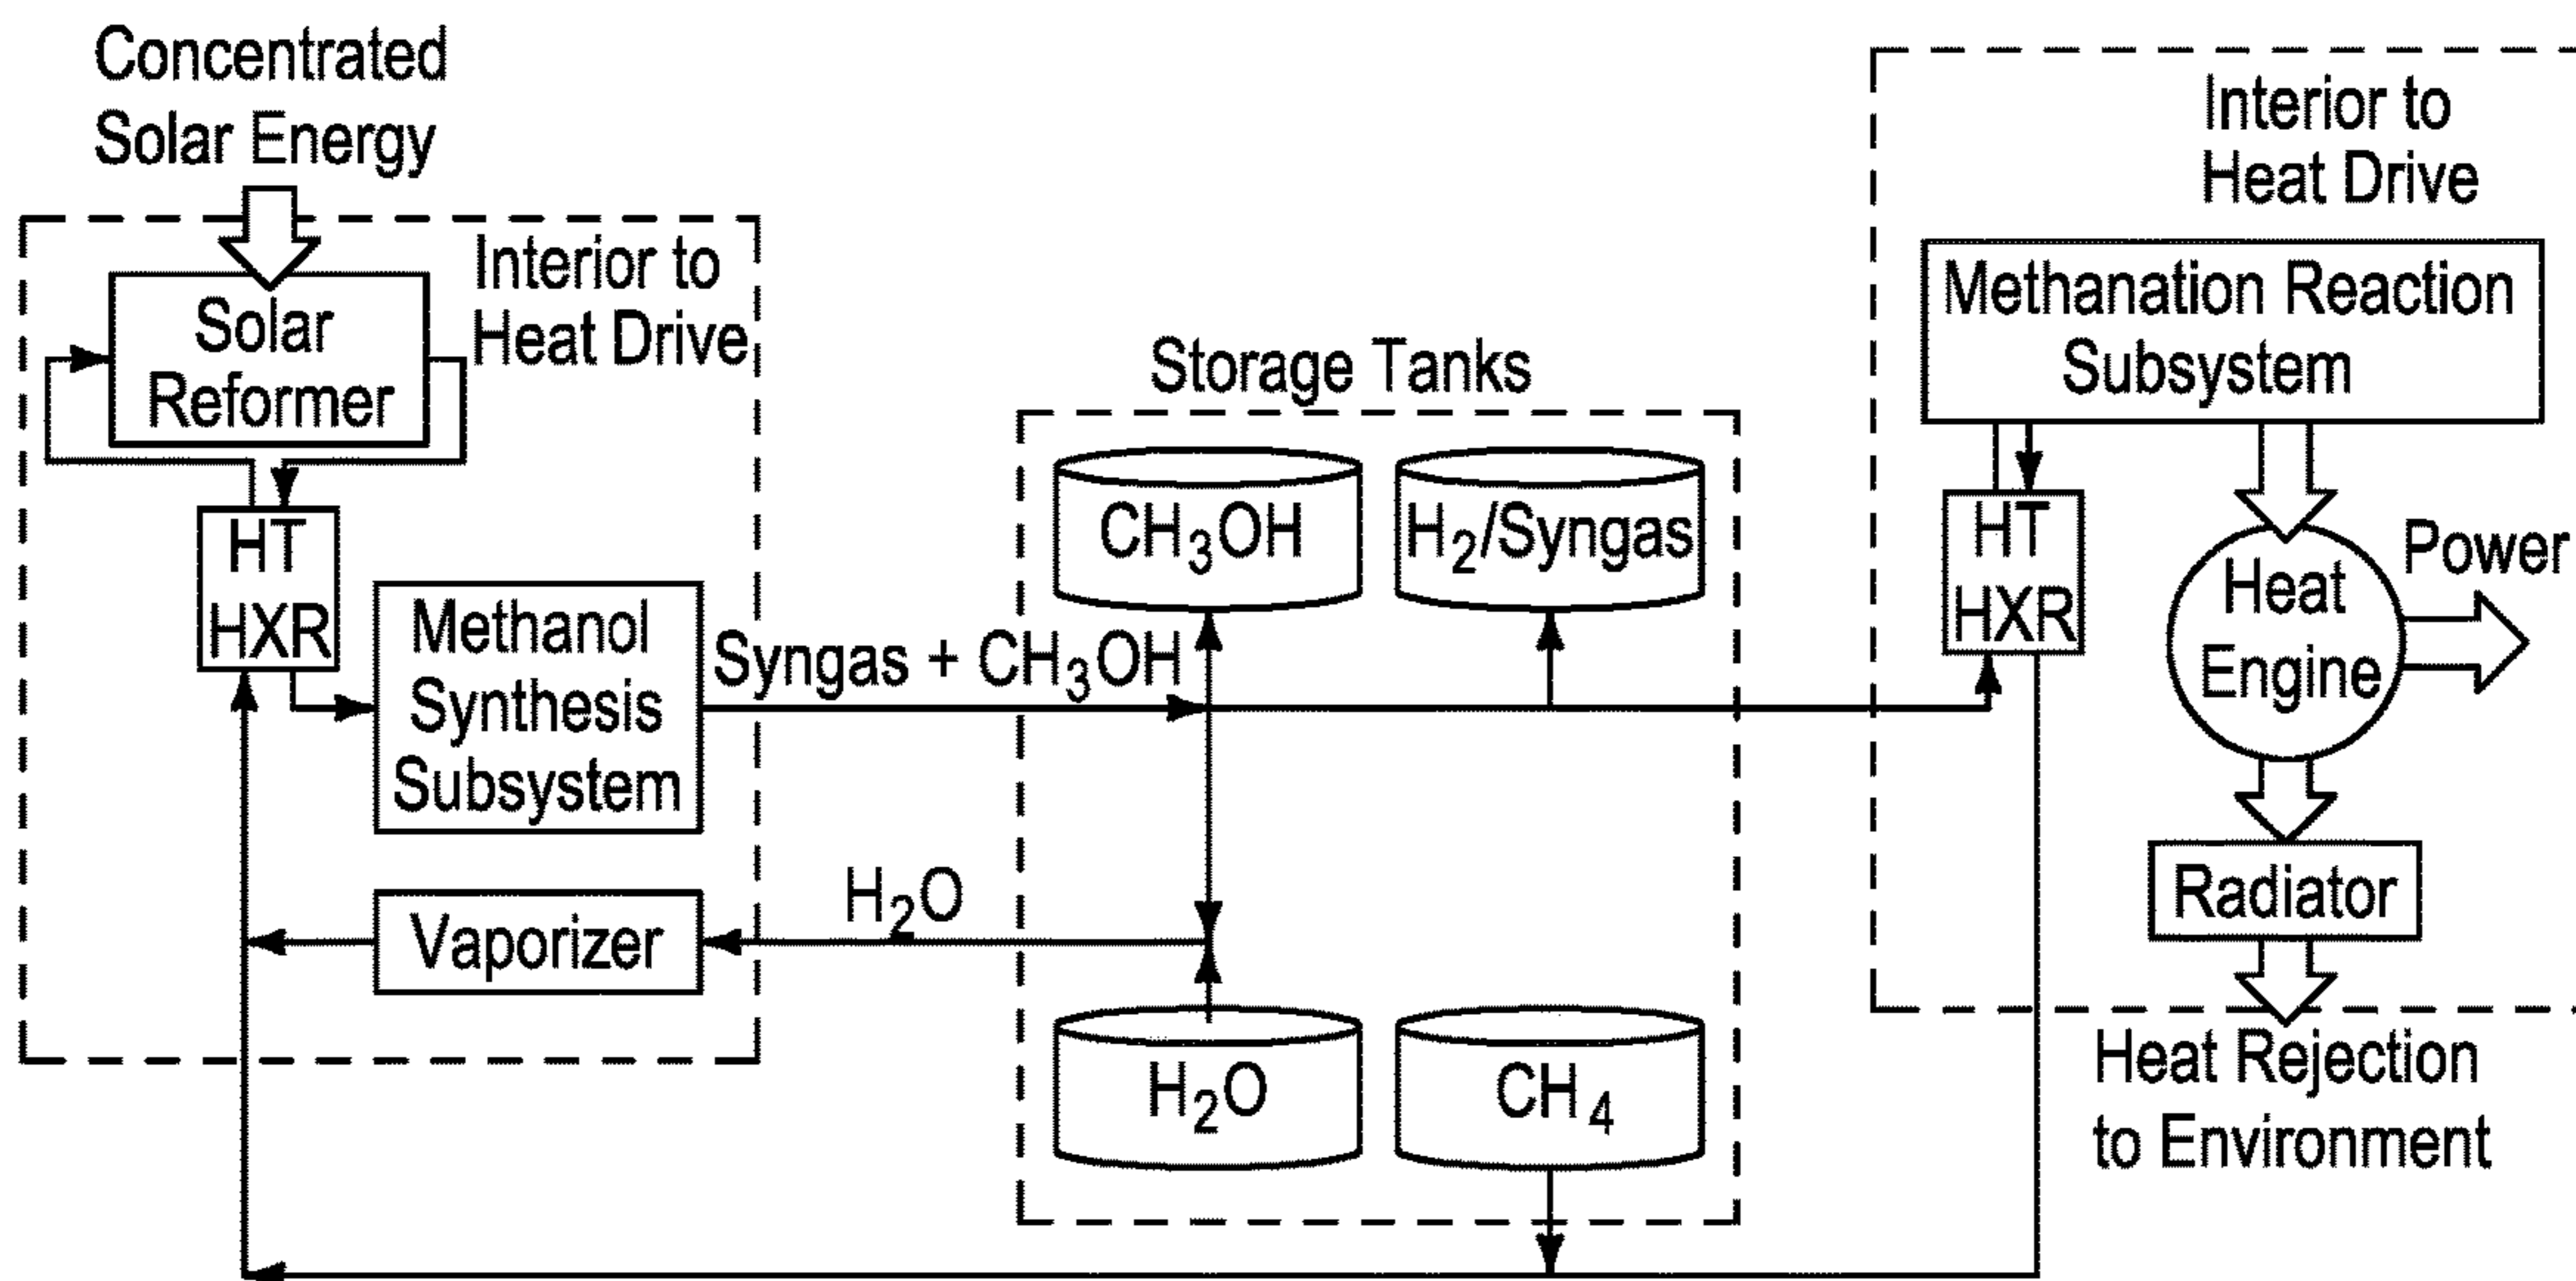 Concentrated
Solar Energy
Interior to
Heat Drive
Solar
Reformer
HT
HXR
Methanol
Synthesis
Subsystem
Vaporizer
Syngas + CH₃OH
H₂O
Storage Tanks
CH₃OH
H₂/Syngas
H₂O
CH₄
Interior to
Heat Drive
Methanation Reaction
Subsystem
HT
HXR
Heat
Engine
Power
Radiator
Heat Rejection
to Environment